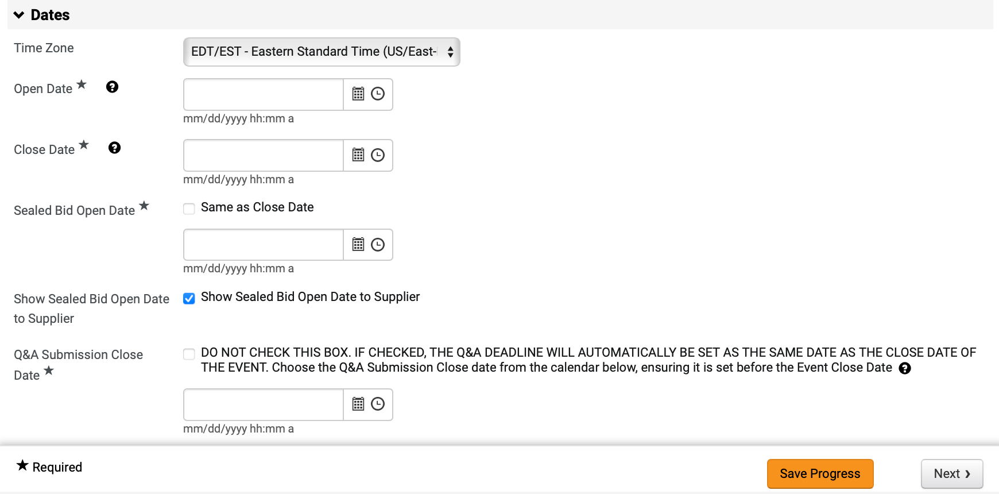 Dates
Time Zone
EDT/EST - Eastern Standard Time (US/East-
Open Date ★
mm/dd/yyyy hh:mm a
Close Date ★
mm/dd/yyyy hh:mm a
Sealed Bid Open Date ★
Same as Close Date
mm/dd/yyyy hh:mm a
Show Sealed Bid Open Date
to Supplier
Show Sealed Bid Open Date to Supplier
Q&A Submission Close
Date ★
DO NOT CHECK THIS BOX. IF CHECKED, THE Q&A DEADLINE WILL AUTOMATICALLY BE SET AS THE SAME DATE AS THE CLOSE DATE OF
THE EVENT. Choose the Q&A Submission Close date from the calendar below, ensuring it is set before the Event Close Date
mm/dd/yyyy hh:mm a
★ Required
Save Progress
Next ›